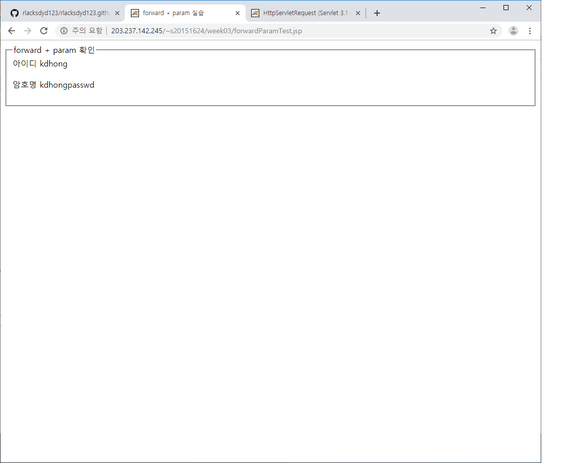 rlacksdyd123/rlacksdyd123.gith
forward + param 실습
HttpServletRequest (Servlet 3.1
주의 요함 203.237.142.245/~s20151624/week03/forwardParamTest.jsp
forward + param 확인
아이디 kdhong
암호명 kdhongpasswd